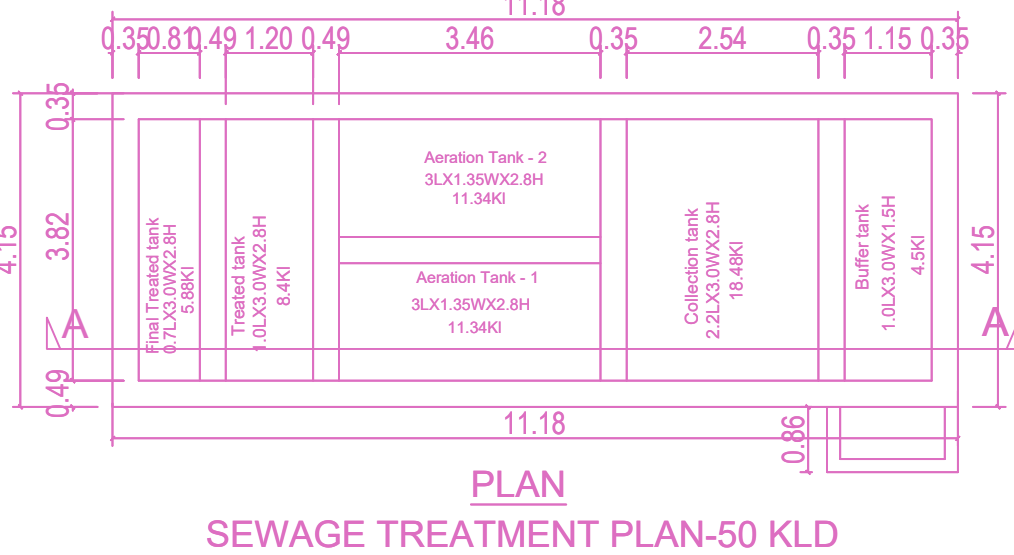 11.18
0.35 0.81 0.49 1.20 0.49 3.46 0.35 2.54 0.35 1.15 0.35
0.35
3.82
0.49
4.15
Final Treated tank
0.7LX3.0WX2.8H
5.88Kl
Treated tank
1.0LX3.0WX2.8H
8.4Kl
Aeration Tank - 2
3LX1.35WX2.8H
11.34Kl
Aeration Tank - 1
3LX1.35WX2.8H
11.34Kl
Collection tank
2.2LX3.0WX2.8H
18.48Kl
Buffer tank
1.0LX3.0WX1.5H
4.5Kl
4.15
A
A
11.18
0.86
PLAN
SEWAGE TREATMENT PLAN-50 KLD